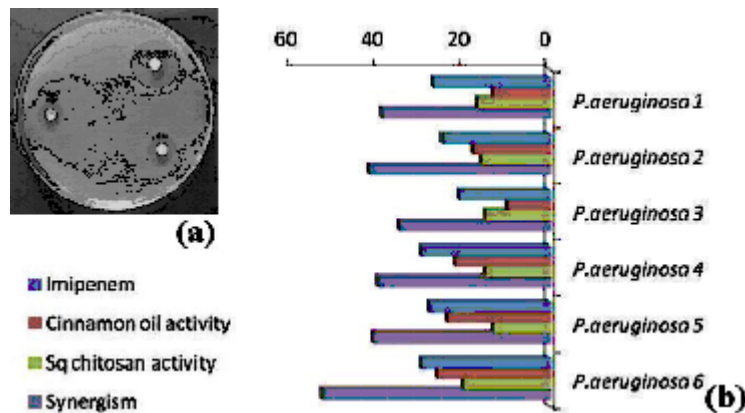 60 40 20 0
P.aeruginosa 1
P.aeruginosa 2
P.aeruginosa 3
P.aeruginosa 4
P.aeruginosa 5
P.aeruginosa 6
(a)
Imipenem
Cinnamon oil activity
Sq chitosan activity
Synergism
(b)